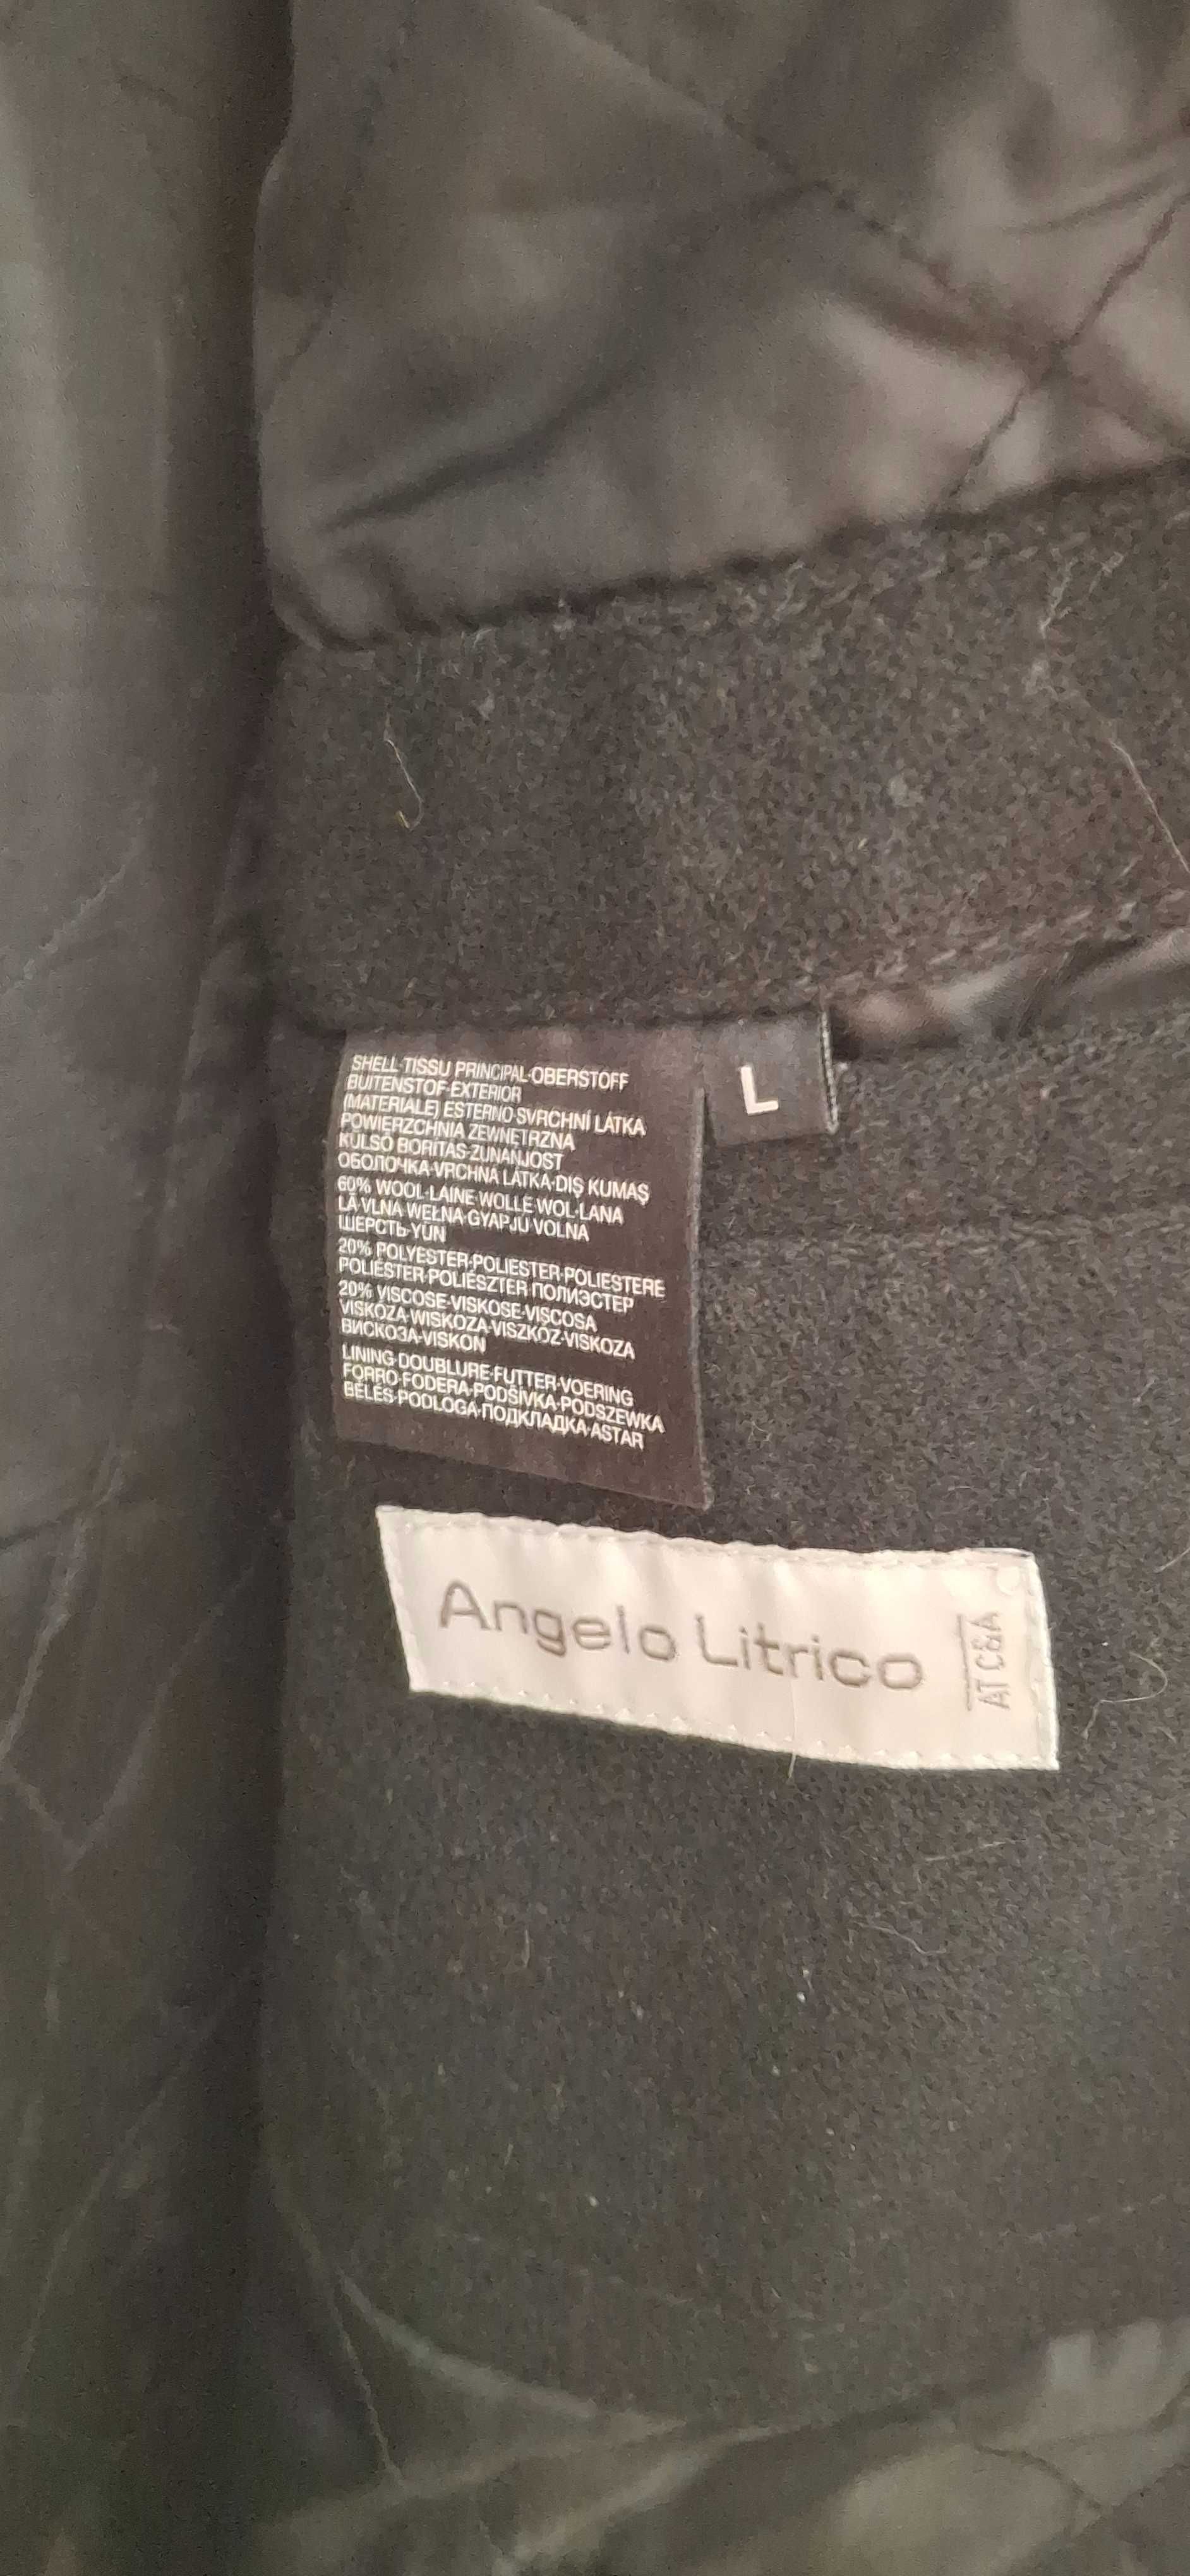 SHELL·TISSU PRINCIPAL·OBERSTOFF
BUITENSTOF·EXTERIOR
(MATERIALE) ESTERNO·SVRCHNÍ LÁTKA
POWIERZCHNIA ZEWNĘTRZNA
KÜLSŐ BORÍTÁS·ZUNANJOST
ОБОЛОЧКА·VRCHNÁ LÁTKA·DIŞ KUMAŞ
60% WOOL·LAINE·WOLLE·WOL·LANA
LÃ·VLNA·WEŁNA·GYAPJÚ·VOLNA
ШЕРСТЬ·YÜN
20% POLYESTER·POLIESTER·POLIESTERE
POLIÉSTER·POLIÉSZTER·ПОЛИЭСТЕР
20% VISCOSE·VISKOSE·VISCOSA
VISKÓZA·WISKOZA·VISZKÓZ·VISKOZA
ВИСКОЗА·VISKON
LINING·DOUBLURE·FUTTER·VOERING
FORRO·FODERA·PODŠÍVKA·PODSZEWKA
BÉLÉS·PODLOGA·ПОДКЛАДКА·ASTAR
L
Angelo Litrico
AT C&A